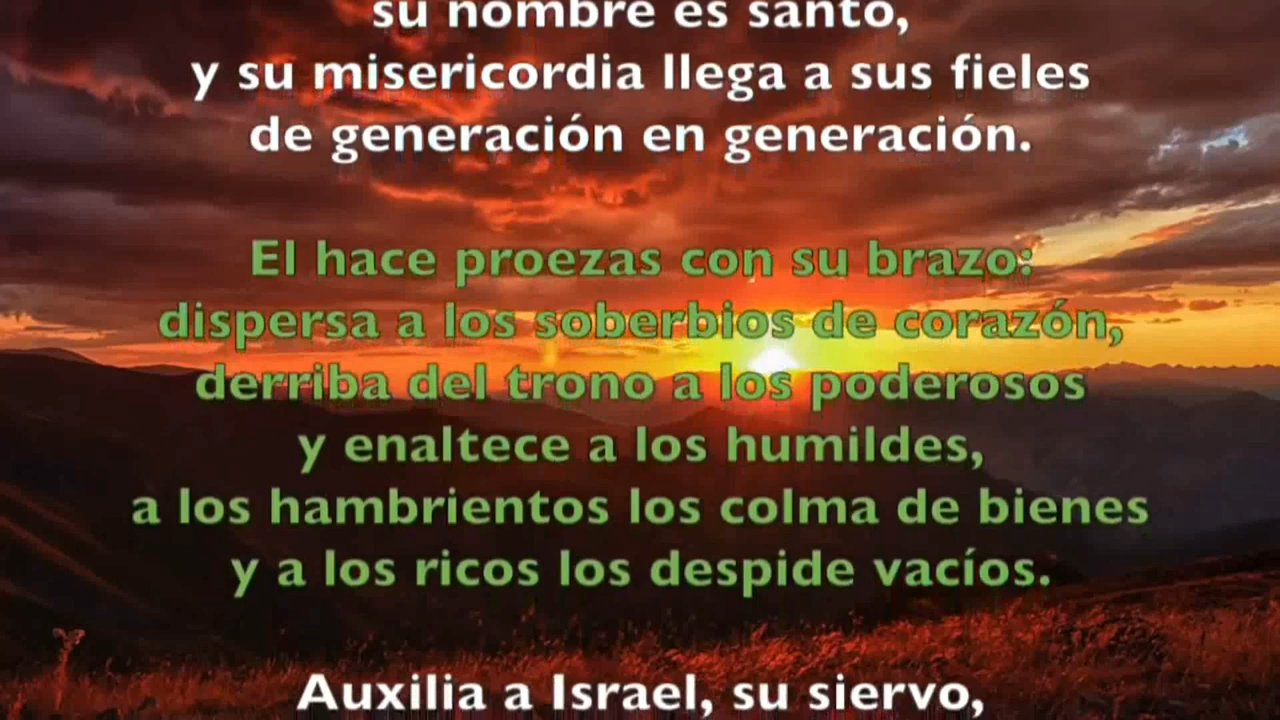 su nombre es santo,
y su misericordia llega a sus fieles
de generación en generación.
El hace proezas con su brazo:
dispersa a los soberbios de corazón,
derriba del trono a los poderosos
y enaltece a los humildes,
a los hambrientos los colma de bienes
y a los ricos los despide vacíos.
Auxilia a Israel, su siervo,